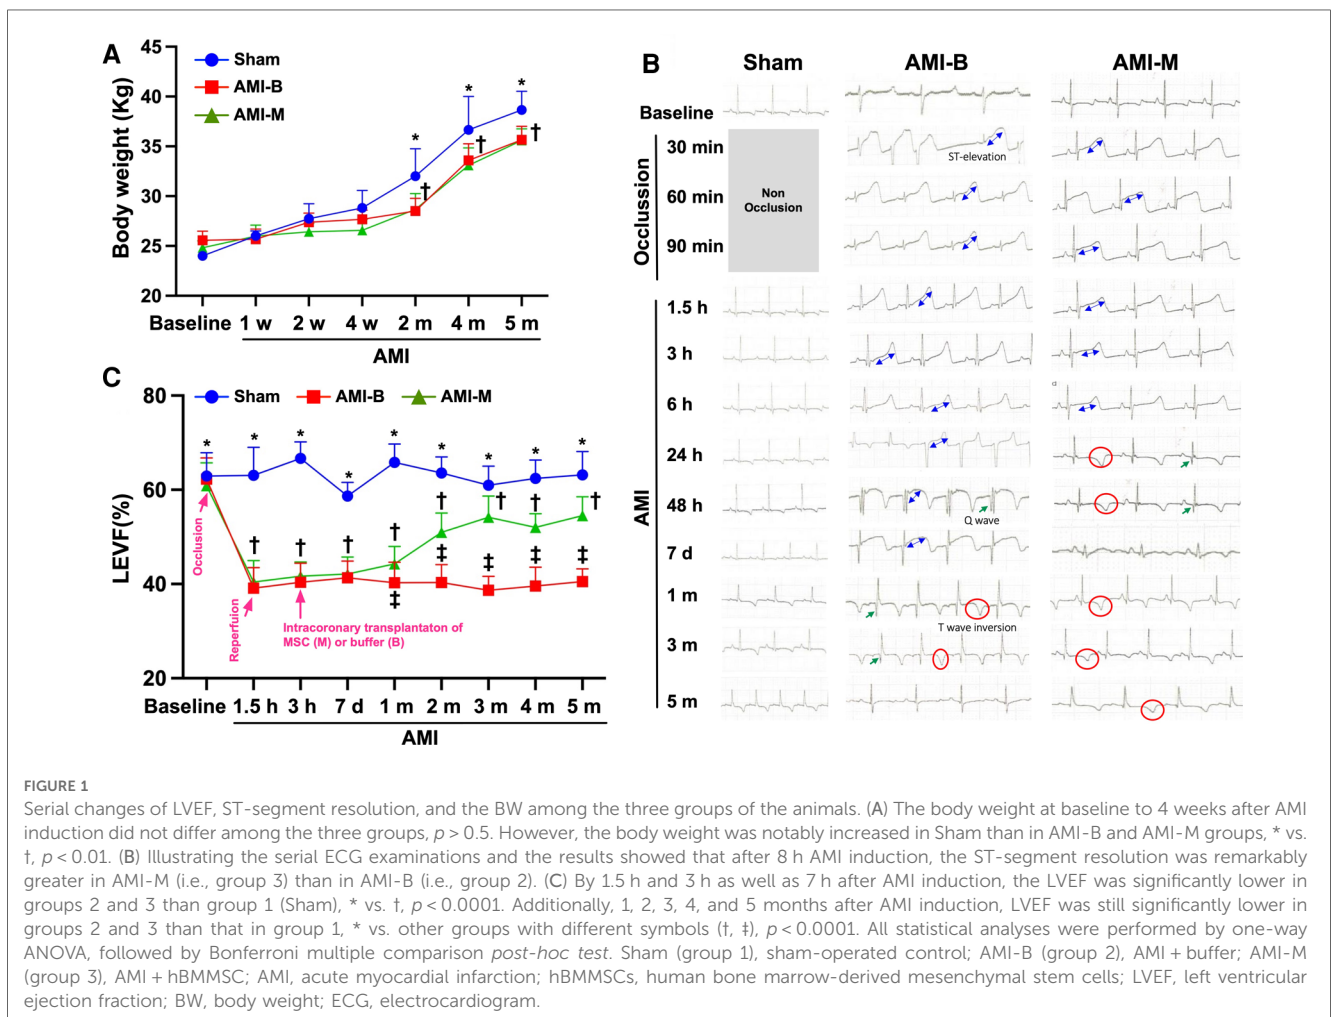 A
45
40
35
30
25
20
Body weight (Kg)
Sham
AMI-B
AMI-M
*
*
*
†
†
†
Baseline 1 w 2 w 4 w 2 m 4 m 5 m
AMI
B
Sham AMI-B AMI-M
Baseline
Occlussion
30 min
60 min
90 min
Non
Occlusion
ST-elevation
AMI
1.5 h
3 h
6 h
24 h
48 h
Q wave
7 d
1 m
T wave inversion
3 m
5 m
C
80
60
40
20
LEVF(%)
Sham AMI-B AMI-M
* * * * * * * * *
† † † † † † † †
‡ ‡ ‡ ‡ ‡
Occlusion
Reperfusion
Intracoronary transplantaton of
MSC (M) or buffer (B)
Baseline 1.5 h 3 h 7 d 1 m 2 m 3 m 4 m 5 m
AMI
FIGURE 1
Serial changes of LVEF, ST-segment resolution, and the BW among the three groups of the animals. (A) The body weight at baseline to 4 weeks after AMI
induction did not differ among the three groups, p > 0.5. However, the body weight was notably increased in Sham than in AMI-B and AMI-M groups, * vs.
†, p < 0.01. (B) Illustrating the serial ECG examinations and the results showed that after 8 h AMI induction, the ST-segment resolution was remarkably
greater in AMI-M (i.e., group 3) than in AMI-B (i.e., group 2). (C) By 1.5 h and 3 h as well as 7 h after AMI induction, the LVEF was significantly lower in
groups 2 and 3 than group 1 (Sham), * vs. †, p < 0.0001. Additionally, 1, 2, 3, 4, and 5 months after AMI induction, LVEF was still significantly lower in
groups 2 and 3 than that in group 1, * vs. other groups with different symbols (†, ‡), p < 0.0001. All statistical analyses were performed by one-way
ANOVA, followed by Bonferroni multiple comparison post-hoc test. Sham (group 1), sham-operated control; AMI-B (group 2), AMI + buffer; AMI-M
(group 3), AMI + hBMMSC; AMI, acute myocardial infarction; hBMMSCs, human bone marrow-derived mesenchymal stem cells; LVEF, left ventricular
ejection fraction; BW, body weight; ECG, electrocardiogram.